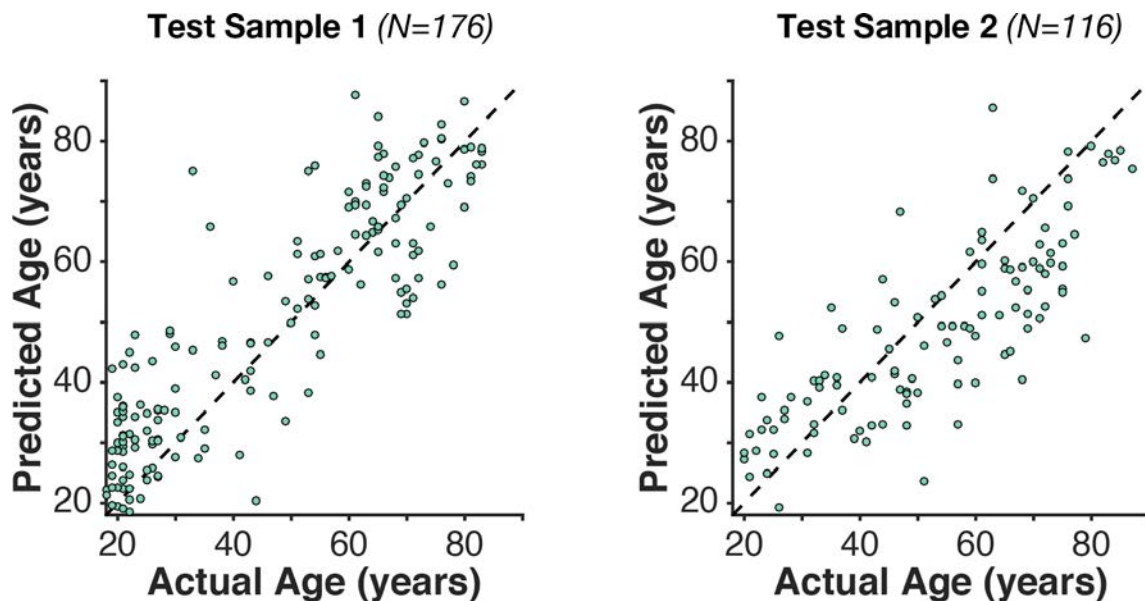 Test Sample 1 (N=176)
Predicted Age (years)
80
60
40
20
20 40 60 80
Actual Age (years)
Test Sample 2 (N=116)
Predicted Age (years)
80
60
40
20
20 40 60 80
Actual Age (years)